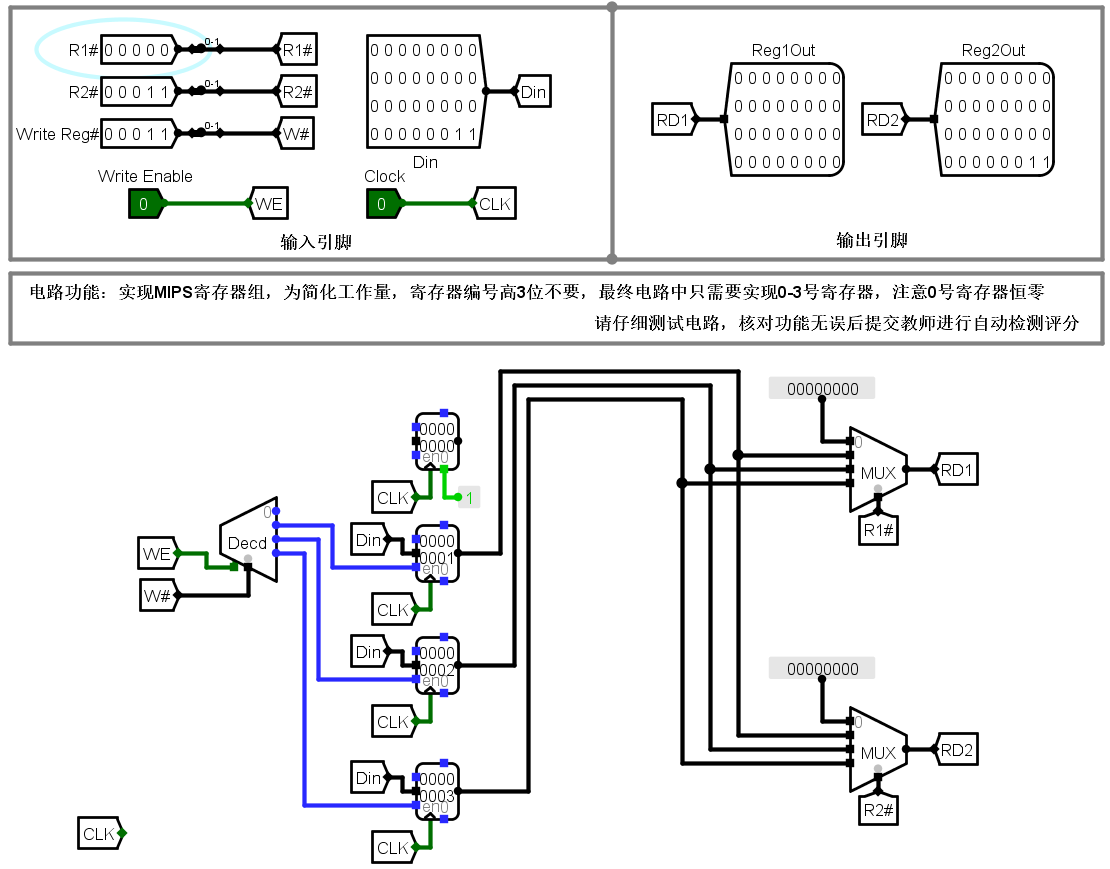 R1# 0 0 0 0 0 0-1 R1#
R2# 0 0 0 1 1 0-1 R2#
Write Reg# 0 0 0 1 1 0-1 W#
0 0 0 0 0 0 0 0
0 0 0 0 0 0 0 0
0 0 0 0 0 0 0 0
0 0 0 0 0 0 1 1
Din
Din
Write Enable
0 WE
Clock
0 CLK
输入引脚
Reg1Out
RD1
0 0 0 0 0 0 0 0
0 0 0 0 0 0 0 0
0 0 0 0 0 0 0 0
0 0 0 0 0 0 0 0
Reg2Out
RD2
0 0 0 0 0 0 0 0
0 0 0 0 0 0 0 0
0 0 0 0 0 0 0 0
0 0 0 0 0 0 1 1
输出引脚
电路功能：实现MIPS寄存器组，为简化工作量，寄存器编号高3位不要，最终电路中只需要实现0-3号寄存器，注意0号寄存器恒零
请仔细测试电路，核对功能无误后提交教师进行自动检测评分
0000
0000
en0
CLK
1
WE
W#
0
Decd
Din
0000
0001
en0
CLK
Din
0000
0002
en0
CLK
Din
0000
0003
en0
CLK
CLK
00000000
0
MUX
RD1
R1#
00000000
0
MUX
RD2
R2#